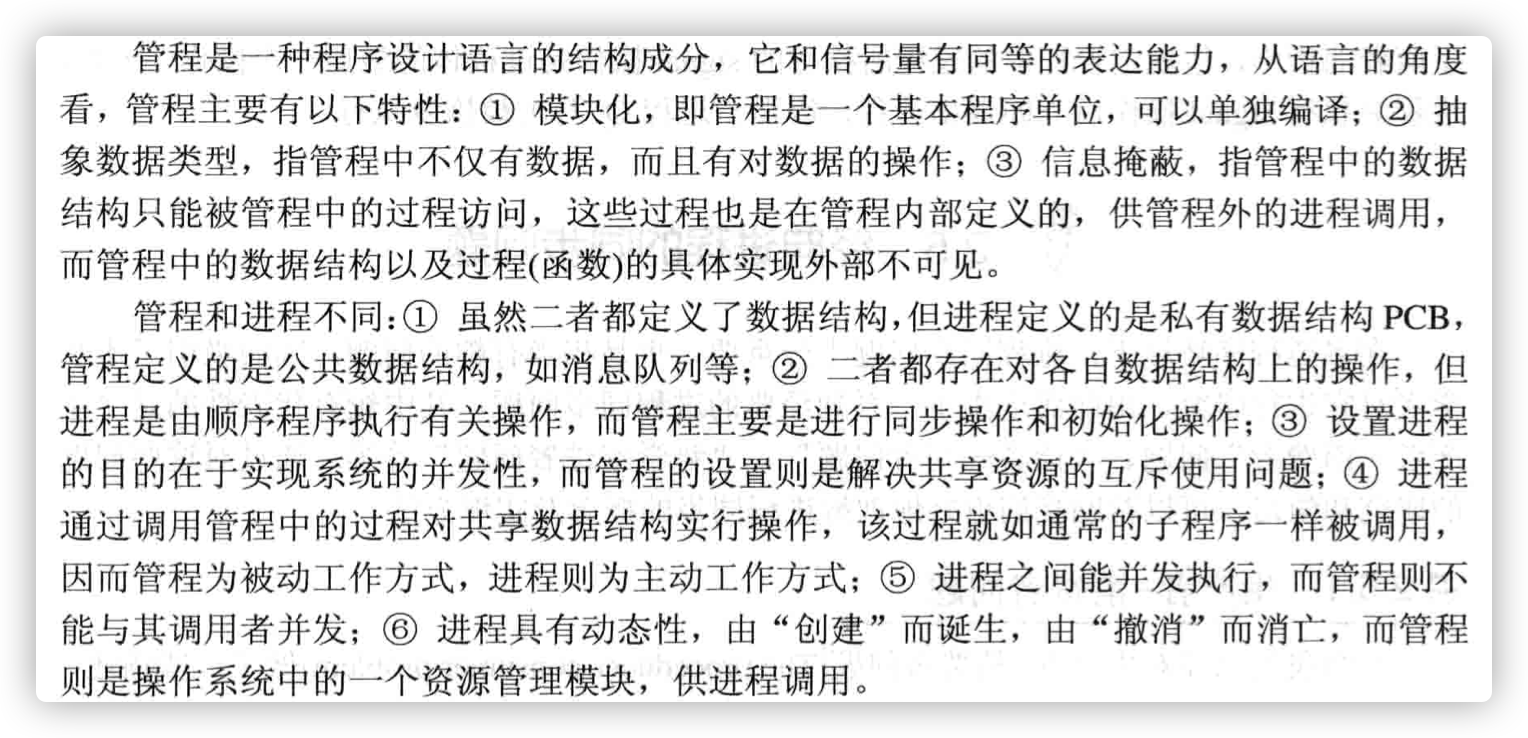 管程是一种程序设计语言的结构成分，它和信号量有同等的表达能力，从语言的角度
看，管程主要有以下特性：① 模块化，即管程是一个基本程序单位，可以单独编译；② 抽
象数据类型，指管程中不仅有数据，而且有对数据的操作；③ 信息掩蔽，指管程中的数据
结构只能被管程中的过程访问，这些过程也是在管程内部定义的，供管程外的进程调用，
而管程中的数据结构以及过程(函数)的具体实现外部不可见。
管程和进程不同：① 虽然二者都定义了数据结构，但进程定义的是私有数据结构 PCB，
管程定义的是公共数据结构，如消息队列等；② 二者都存在对各自数据结构上的操作，但
进程是由顺序程序执行有关操作，而管程主要是进行同步操作和初始化操作；③ 设置进程
的目的在于实现系统的并发性，而管程的设置则是解决共享资源的互斥使用问题；④ 进程
通过调用管程中的过程对共享数据结构实行操作，该过程就如通常的子程序一样被调用，
因而管程为被动工作方式，进程则为主动工作方式；⑤ 进程之间能并发执行，而管程则不
能与其调用者并发；⑥ 进程具有动态性，由“创建”而诞生，由“撤消”而消亡，而管程
则是操作系统中的一个资源管理模块，供进程调用。